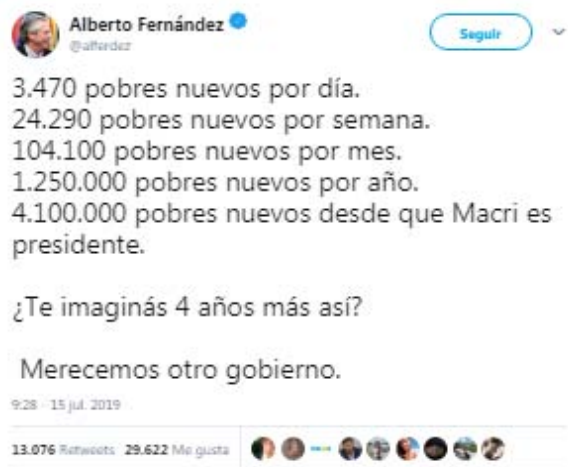 Alberto Fernández
@alferdez
Seguir
3.470 pobres nuevos por día.
24.290 pobres nuevos por semana.
104.100 pobres nuevos por mes.
1.250.000 pobres nuevos por año.
4.100.000 pobres nuevos desde que Macri es
presidente.
¿Te imaginás 4 años más así?
Merecemos otro gobierno.
9:28 - 15 jul. 2019
13.076 Retweets 29.622 Me gusta